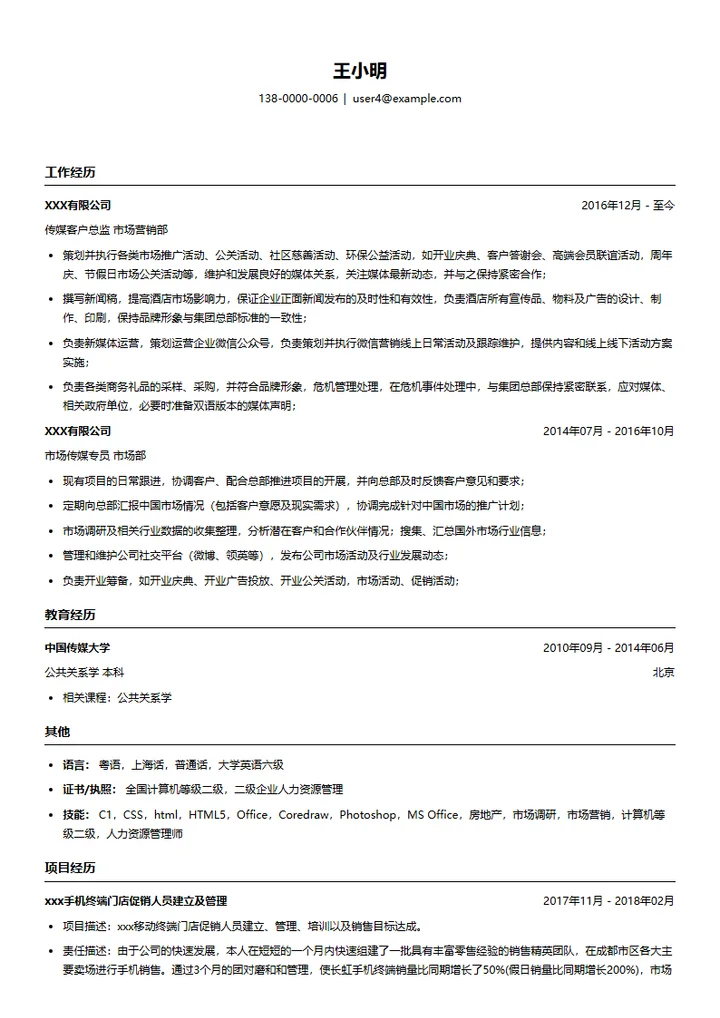 王小明
138-0000-0006 | user4@example.com
工作经历
XXX有限公司 2016年12月 - 至今
传媒客户总监 市场营销部
• 策划并执行各类市场推广活动、公关活动、社区慈善活动、环保公益活动，如开业庆典、客户答谢会、高端会员联谊活动，周年
庆、节假日市场公关活动等，维护和发展良好的媒体关系，关注媒体最新动态，并与之保持紧密合作；
• 撰写新闻稿，提高酒店市场影响力，保证企业正面新闻发布的及时性和有效性，负责酒店所有宣传品、物料及广告的设计、制
作、印刷，保持品牌形象与集团总部标准的一致性；
• 负责新媒体运营，策划运营企业微信公众号，负责策划并执行微信营销线上日常活动及跟踪维护，提供内容和线上线下活动方案
实施；
• 负责各类商务礼品的采样、采购，并符合品牌形象，危机管理处理，在危机事件处理中，与集团总部保持紧密联系，应对媒体、
相关政府单位，必要时准备双语版本的媒体声明；
XXX有限公司 2014年07月 - 2016年10月
市场传媒专员 市场部
• 现有项目的日常跟进，协调客户、配合总部推进项目的开展，并向总部及时反馈客户意见和要求；
• 定期向总部汇报中国市场情况（包括客户意愿及现实需求），协调完成针对中国市场的推广计划；
• 市场调研及相关行业数据的收集整理，分析潜在客户和合作伙伴情况；搜集、汇总国外市场行业信息；
• 管理和维护公司社交平台（微博、领英等），发布公司市场活动及行业发展动态；
• 负责开业筹备，如开业庆典、开业广告投放、开业公关活动，市场活动、促销活动；
教育经历
中国传媒大学 2010年09月 - 2014年06月
公共关系学 本科 北京
• 相关课程：公共关系学
其他
• 语言： 粤语，上海话，普通话，大学英语六级
• 证书/执照： 全国计算机等级二级，二级企业人力资源管理
• 技能： C1，CSS，html，HTML5，Office，Coredraw，Photoshop，MS Office，房地产，市场调研，市场营销，计算机等
级二级，人力资源管理师
项目经历
xxx手机终端门店促销人员建立及管理 2017年11月 - 2018年02月
• 项目描述：xxx移动终端门店促销人员建立、管理、培训以及销售目标达成。
• 责任描述：由于公司的快速发展，本人在短短的一个月内快速组建了一批具有丰富零售经验的销售精英团队，在成都市区各大主
要卖场进行手机销售。通过3个月的团对磨和和管理，使长虹手机终端销量比同期增长了50%(假日销量比同期增长200%)，市场